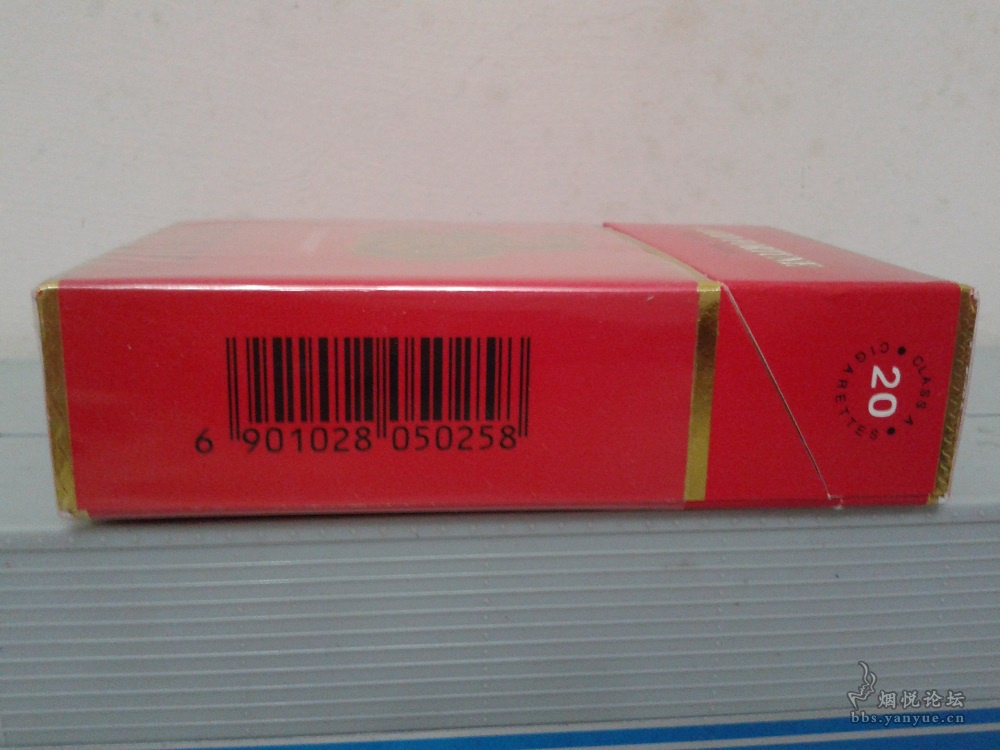 6 901028 050258
20
CLASS A
CIGARETTES
烟悦论坛
bbs.yanyue.cn